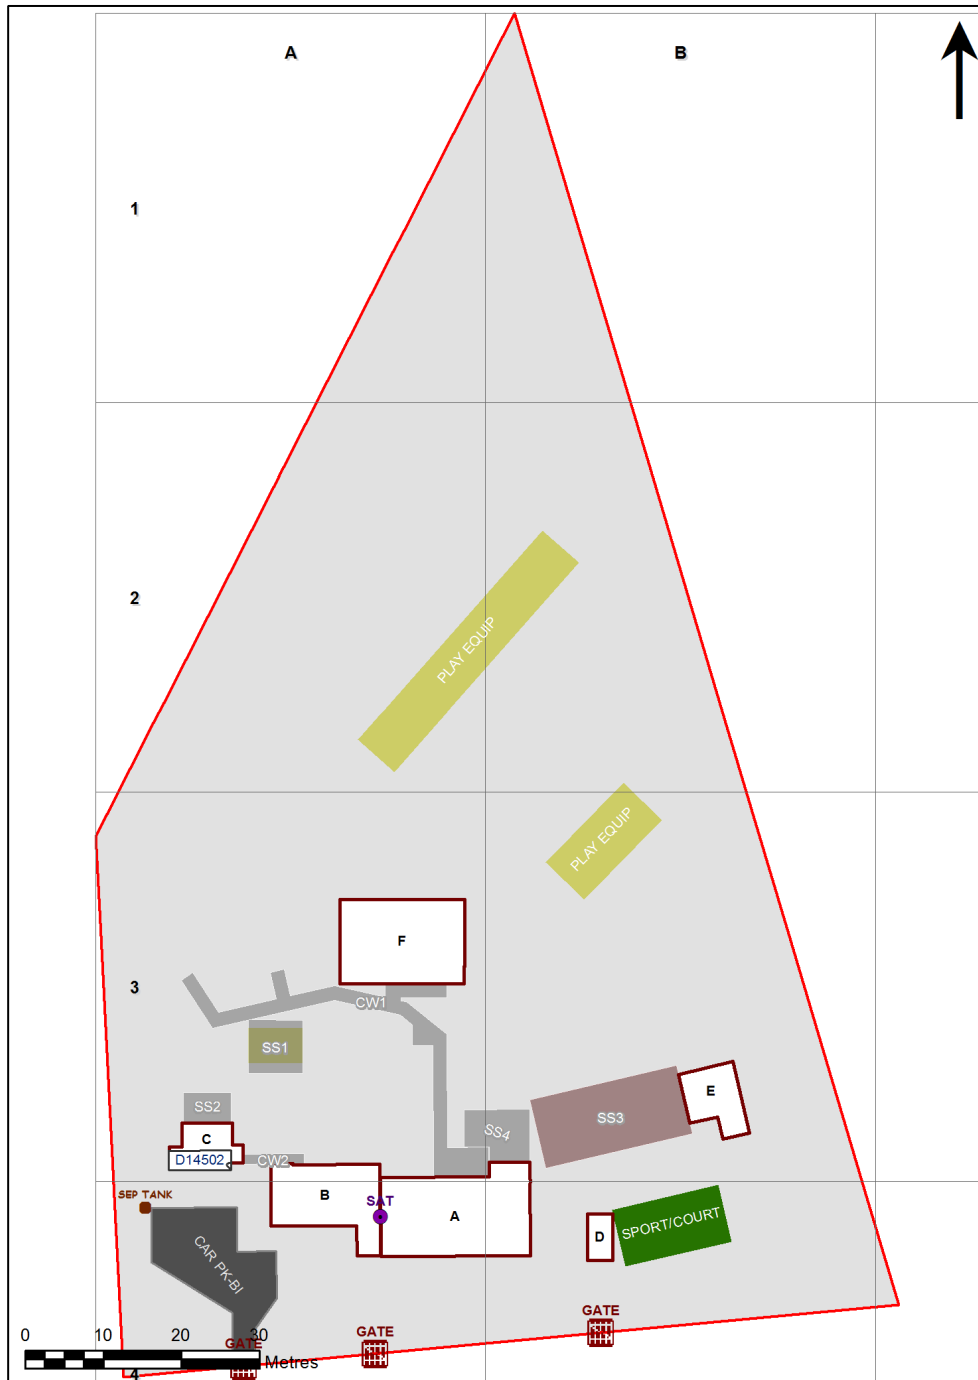 A
B
1
2
PLAY EQUIP
PLAY EQUIP
F
3
CW1
SS1
E
SS2
SS3
SS4
C
D14502
CW2
SEP TANK
B
SAT
A
D
SPORT/COURT
CAR PK-BI
GATE
GATE
GATE
0 10 20 30
Metres
4